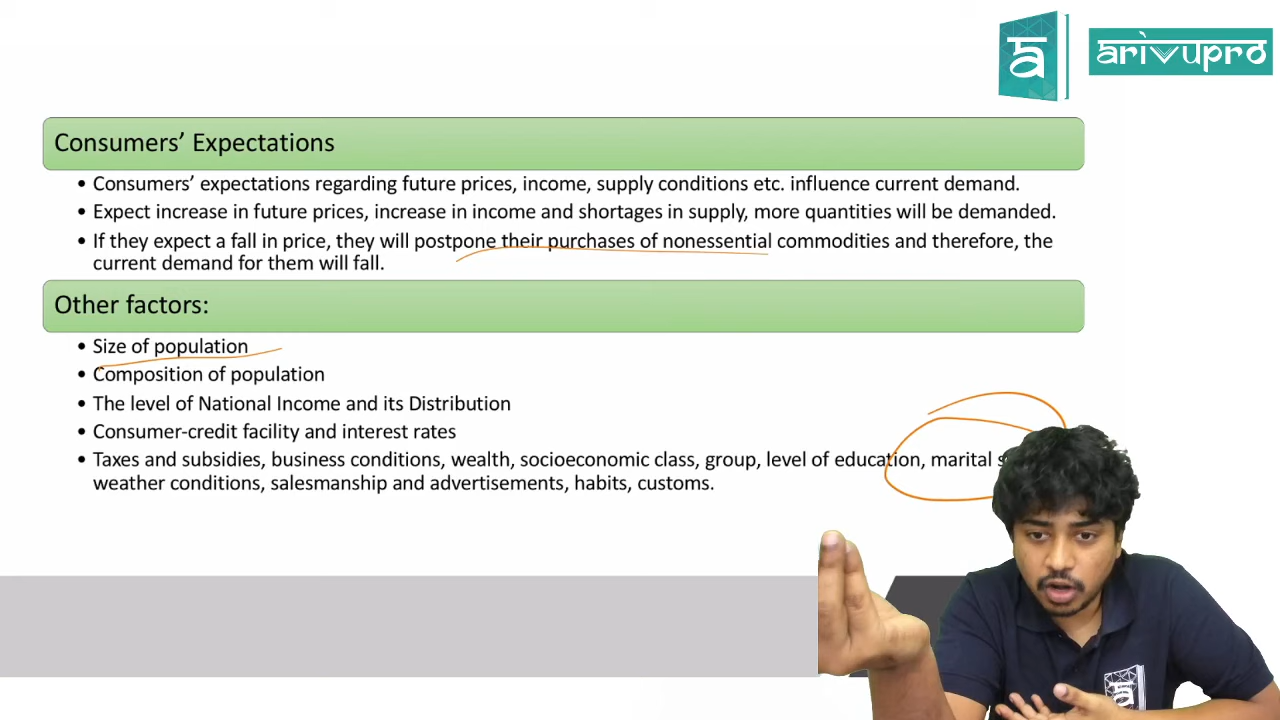 arivupro
Consumers’ Expectations
• Consumers’ expectations regarding future prices, income, supply conditions etc. influence current demand.
• Expect increase in future prices, increase in income and shortages in supply, more quantities will be demanded.
• If they expect a fall in price, they will postpone their purchases of nonessential commodities and therefore, the
current demand for them will fall.
Other factors:
• Size of population
• Composition of population
• The level of National Income and its Distribution
• Consumer-credit facility and interest rates
• Taxes and subsidies, business conditions, wealth, socioeconomic class, group, level of education, marital
weather conditions, salesmanship and advertisements, habits, customs.